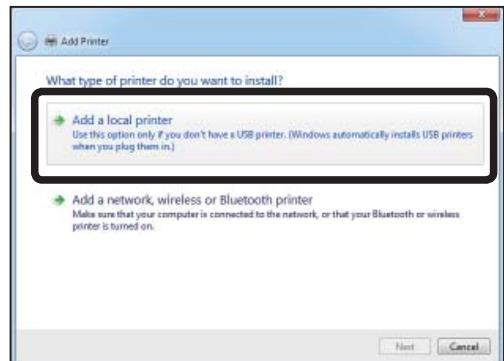 Add Printer
What type of printer do you want to install?
Add a local printer
Use this option only if you don't have a USB printer. (Windows automatically installs USB printers
when you plug them in.)
Add a network, wireless or Bluetooth printer
Make sure that your computer is connected to the network, or that your Bluetooth or wireless
printer is turned on.
Next Cancel